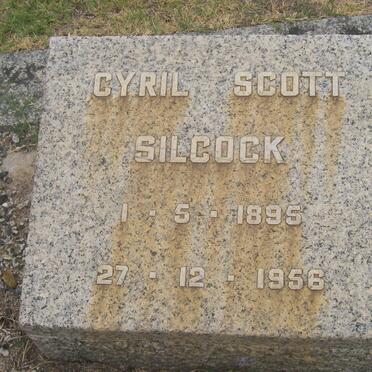 CYRIL SCOTT
SILCOCK
1 · 5 · 1895
27 · 12 · 1956